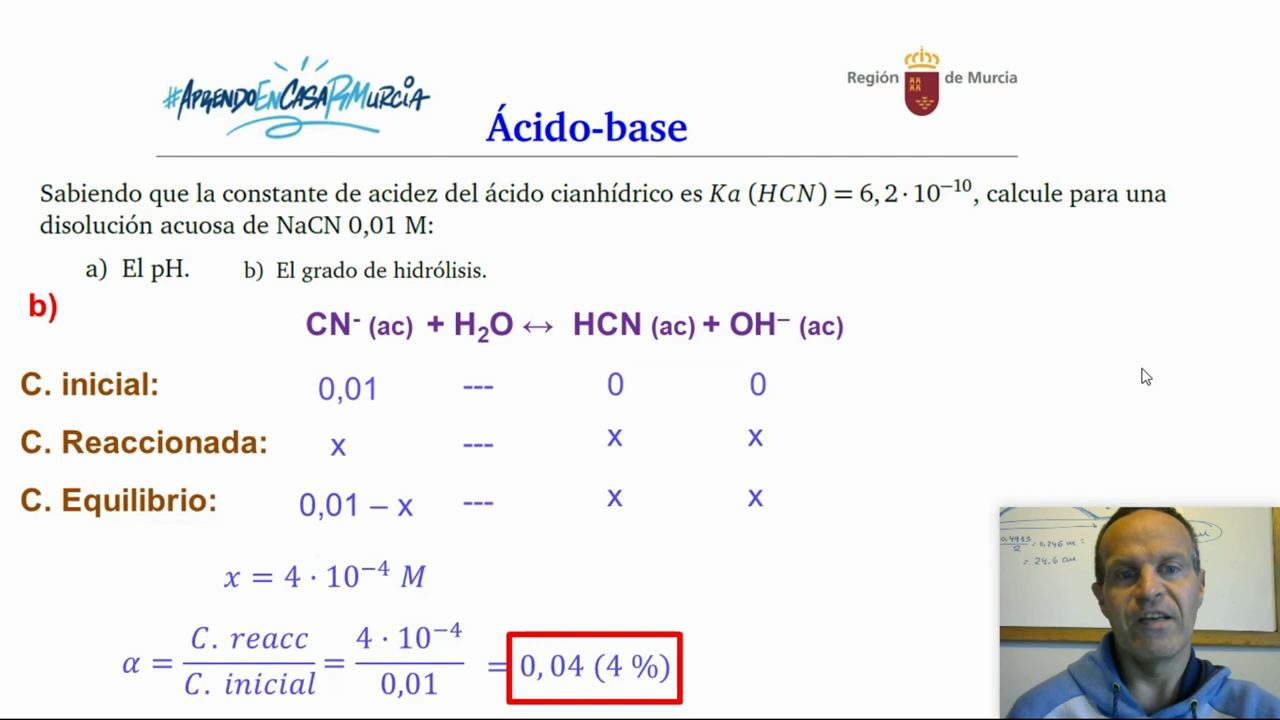 #APRENDOENCASARMURCIA
Región de Murcia
Ácido-base
Sabiendo que la constante de acidez del ácido cianhídrico es Ka (HCN) = 6, 2 · 10⁻¹⁰, calcule para una
disolución acuosa de NaCN 0,01 M:
a) El pH. b) El grado de hidrólisis.
b)
CN⁻ (ac) + H₂O ↔ HCN (ac) + OH⁻ (ac)
C. inicial: 0,01 --- 0 0
C. Reaccionada: x --- x x
C. Equilibrio: 0,01 – x --- x x
x = 4 · 10⁻⁴ M
α = C. reacc / C. inicial = 4 · 10⁻⁴ / 0,01 = 0, 04 (4 %)
= 24.6 cm